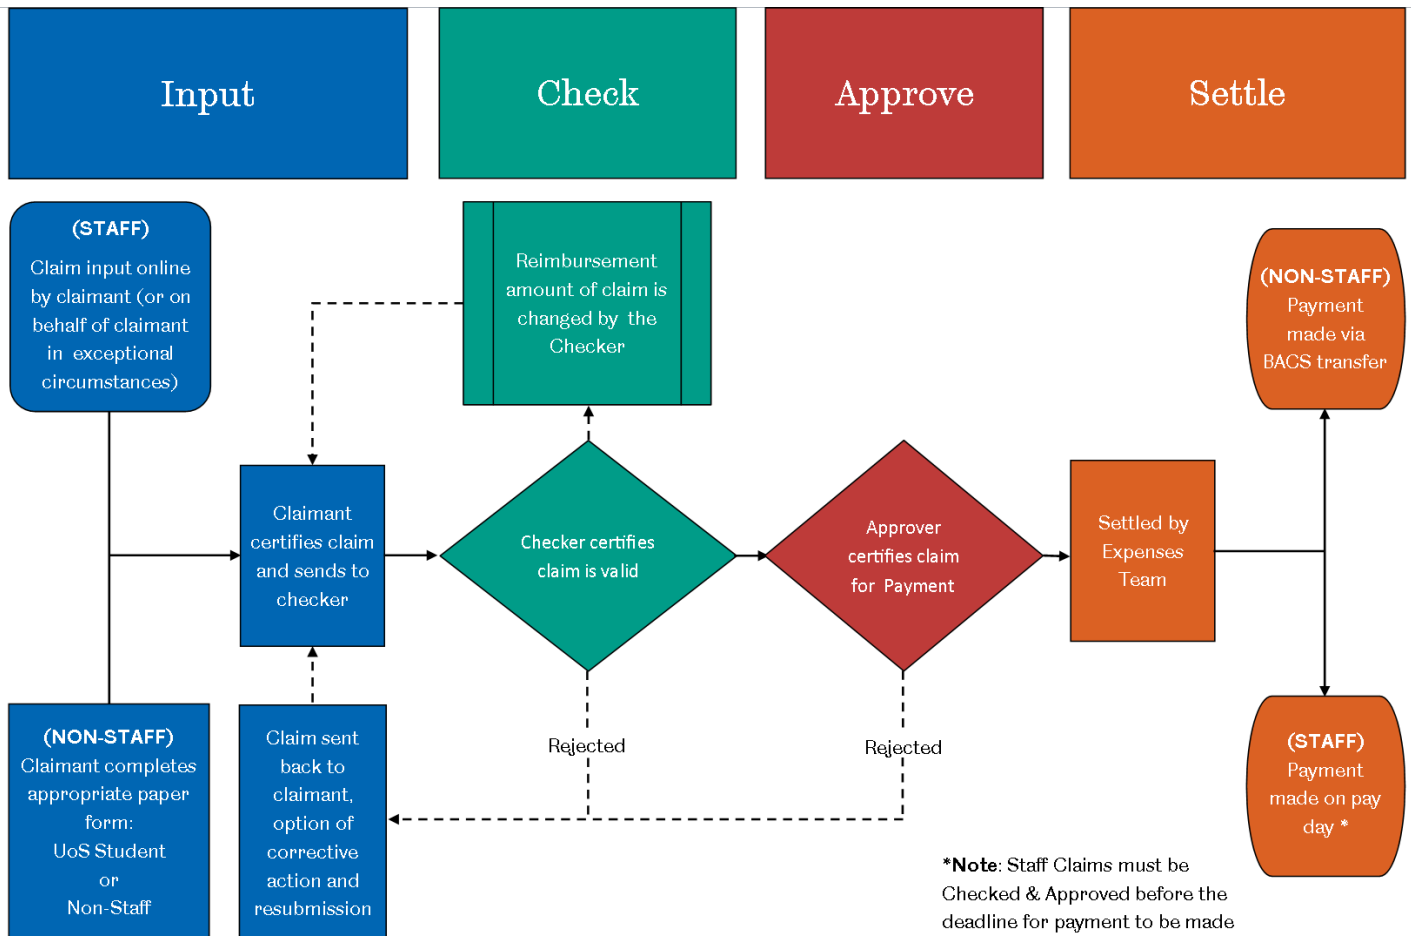 Input
Check
Approve
Settle
(STAFF)
Claim input online
by claimant (or on
behalf of claimant
in exceptional
circumstances)
Reimbursement
amount of claim is
changed by the
Checker
(NON-STAFF)
Payment
made via
BACS transfer
Claimant
certifies claim
and sends to
checker
Checker certifies
claim is valid
Approver
certifies claim
for Payment
Settled by
Expenses
Team
(NON-STAFF)
Claimant completes
appropriate paper
form:
UoS Student
or
Non-Staff
Claim sent
back to
claimant,
option of
corrective
action and
resubmission
Rejected
Rejected
(STAFF)
Payment
made on pay
day *
*Note: Staff Claims must be
Checked & Approved before the
deadline for payment to be made